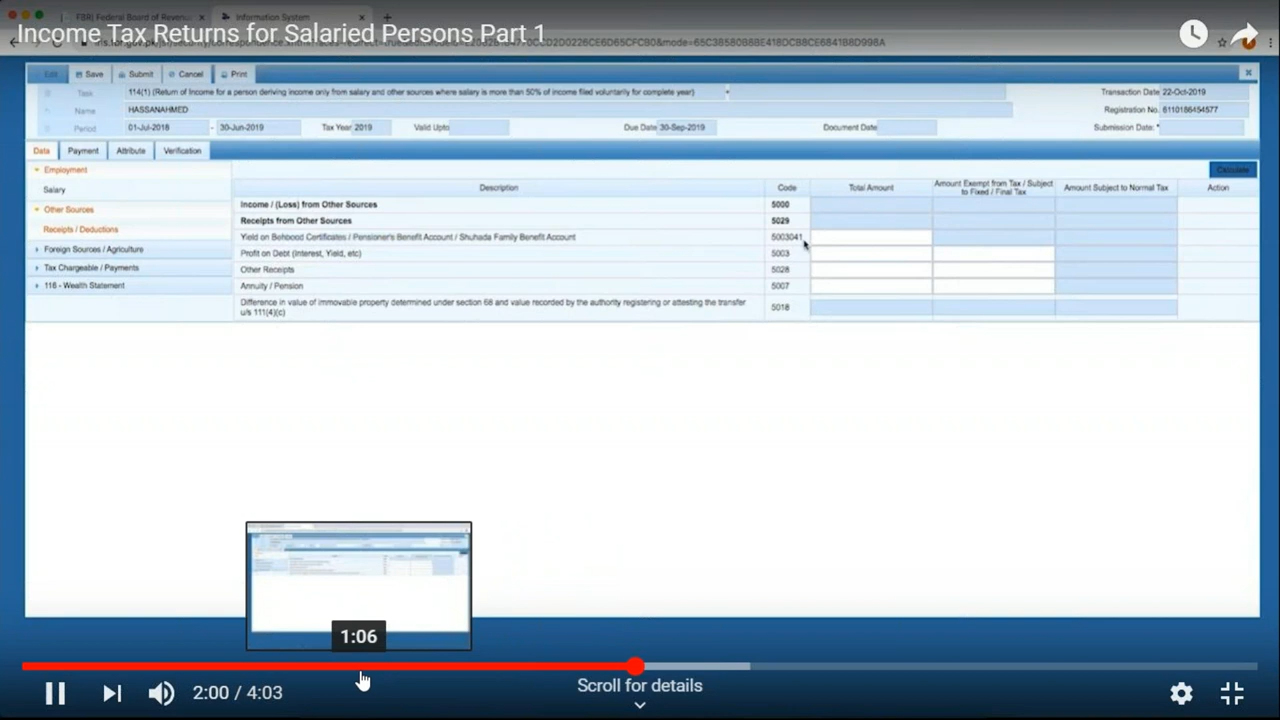 FBR| Federal Board of Revenu
Information System
Income Tax Returns for Salaried Persons Part 1
Save
Submit
Cancel
Print
Task
114(1) (Return of Income for a person deriving income only from salary and other sources where salary is more than 50% of income filed voluntarily for complete year)
Transaction Date 22-Oct-2019
Name
HASSANAHMED
Registration No. 6110186454577
Period
01-Jul-2018 - 30-Jun-2019
Tax Year 2019
Valid Upto
Due Date 30-Sep-2019
Document Date
Submission Date: *
Data
Payment
Attribute
Verification
Employment
Salary
Other Sources
Receipts / Deductions
Foreign Sources / Agriculture
Tax Chargeable / Payments
116 - Wealth Statement
Calculate
Description
Code
Total Amount
Amount Exempt from Tax / Subject
to Fixed / Final Tax
Amount Subject to Normal Tax
Action
Income / (Loss) from Other Sources 5000
Receipts from Other Sources 5029
Yield on Behbood Certificates / Pensioner's Benefit Account / Shuhada Family Benefit Account 5003041
Profit on Debt (Interest, Yield, etc) 5003
Other Receipts 5028
Annuity / Pension 5007
Difference in value of immovable property determined under section 68 and value recorded by the authority registering or attesting the transfer
u/s 111(4)(c) 5018
1:06
2:00 / 4:03
Scroll for details